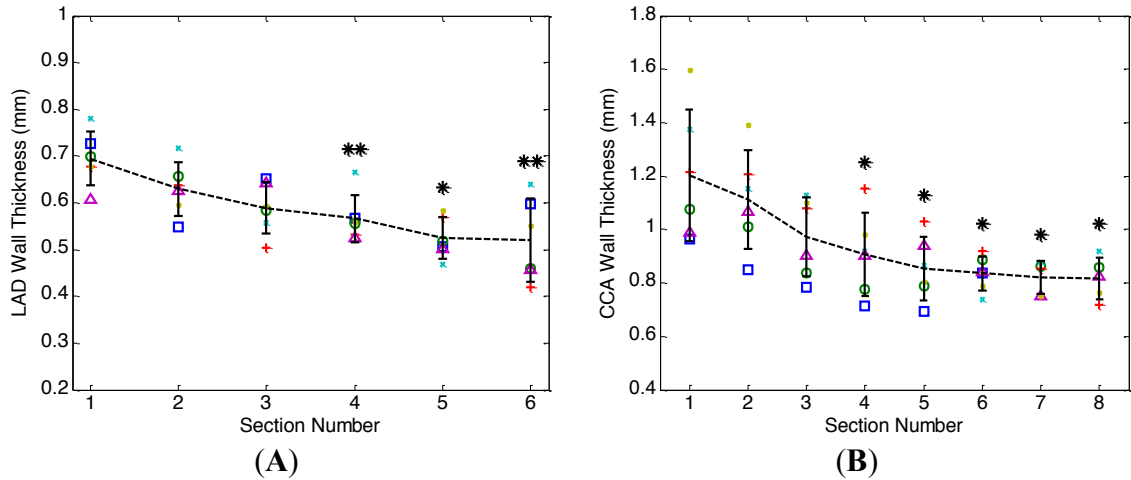 LAD Wall Thickness (mm)
1
0.9
0.8
0.7
0.6
0.5
0.4
0.3
0.2
** * **
1 2 3 4 5 6
Section Number
(A)
CCA Wall Thickness (mm)
1.8
1.6
1.4
1.2
1
0.8
0.6
0.4
* * * * *
1 2 3 4 5 6 7 8
Section Number
(B)